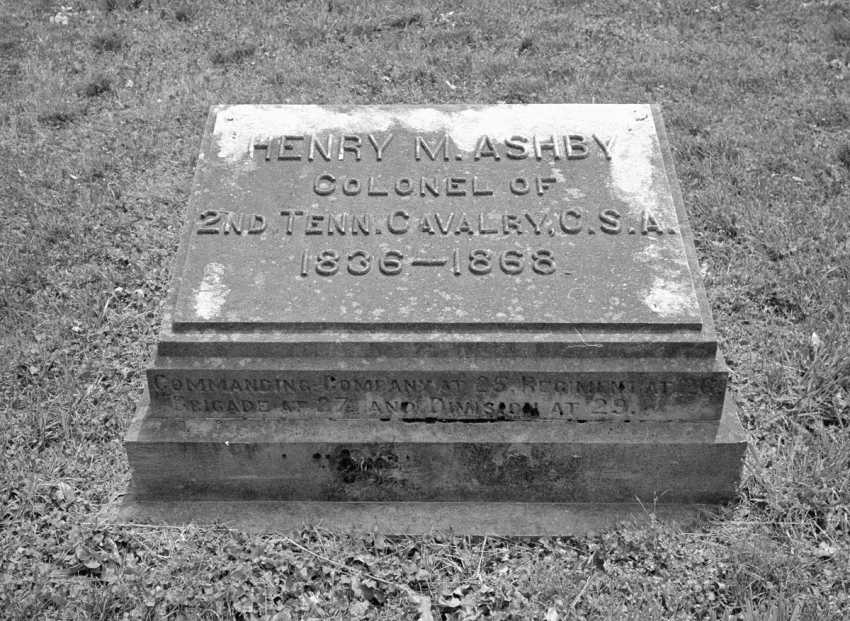 HENRY M. ASHBY
COLONEL OF
2ND TENN. CAVALRY, C.S.A.
1836—1868
COMMANDING COMPANY AT 25. REGIMENT AT 26.
BRIGADE AT 27. AND DIVISION AT 29.